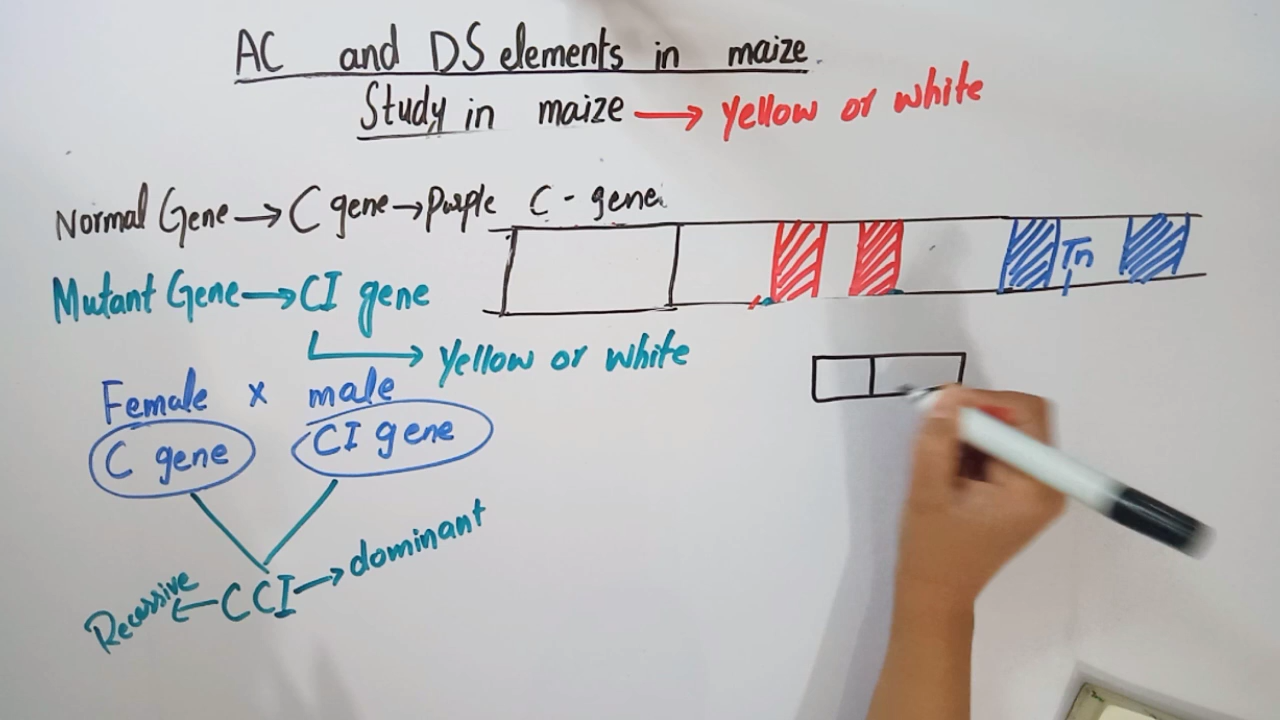 AC and DS elements in maize.
Study in maize → yellow or white
Normal Gene → C gene → Purple C - gene
Mutant Gene → CI gene
Tn
yellow or white
Female x male
C gene CI gene
Recessive ← CCI → dominant